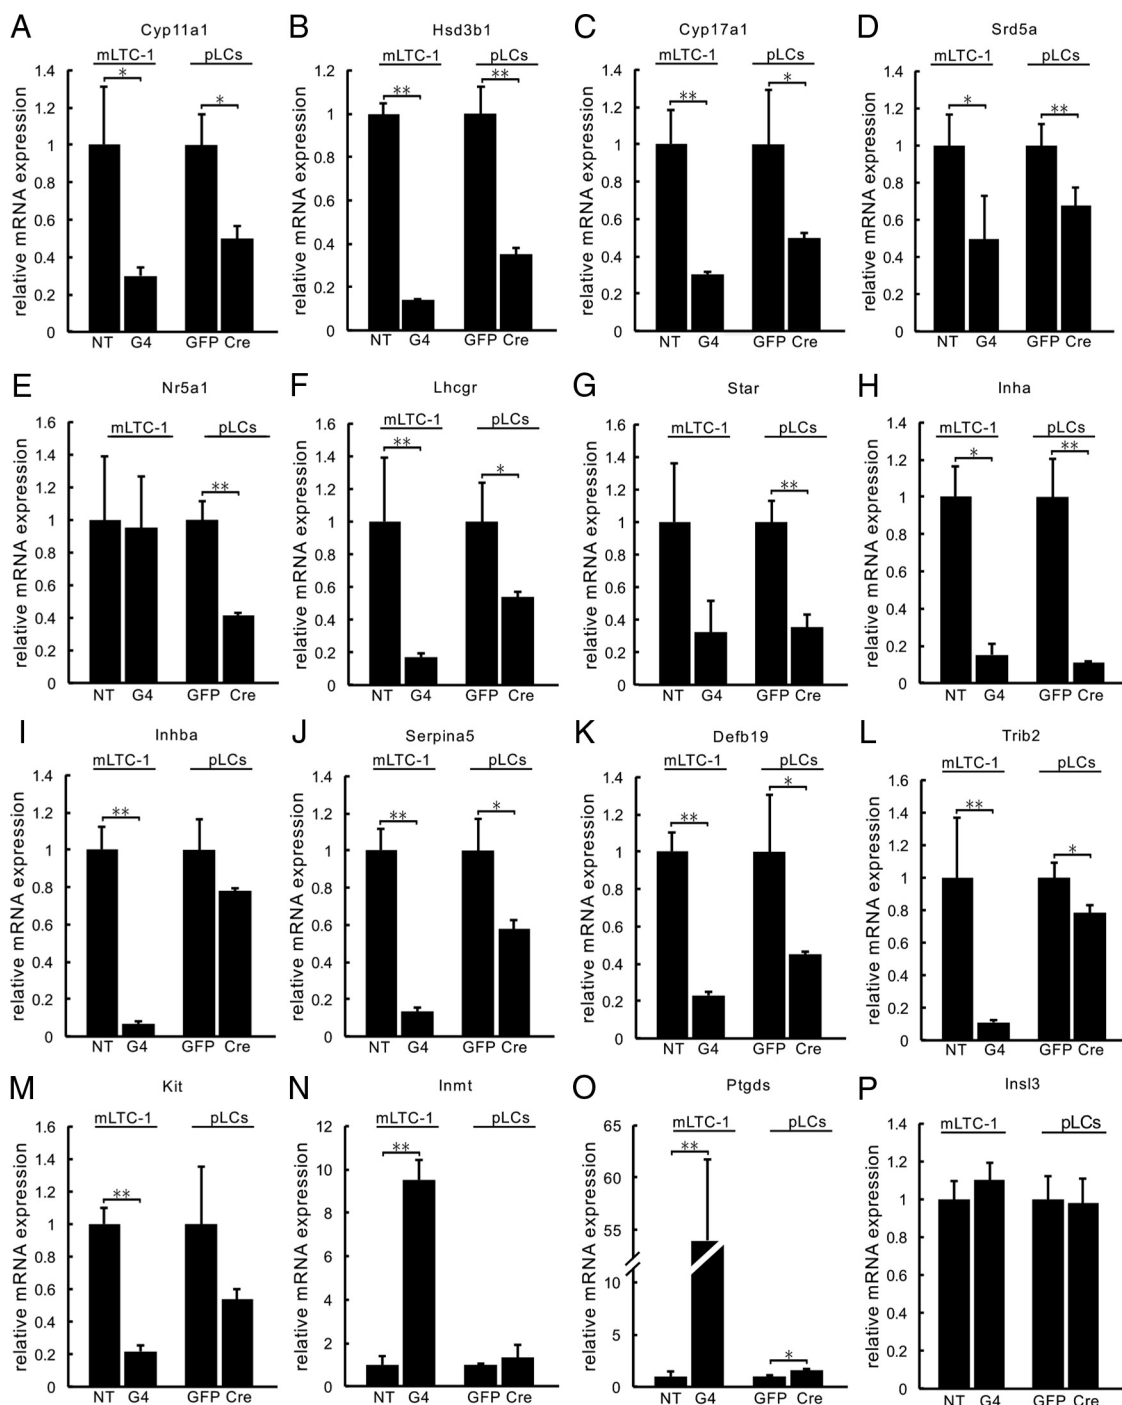 A
Cyp11a1
mLTC-1 pLCs
* *
relative mRNA expression
1.4
1.2
1
0.8
0.6
0.4
0.2
0
NT G4 GFP Cre
B
Hsd3b1
mLTC-1 pLCs
** **
relative mRNA expression
1.2
1
0.8
0.6
0.4
0.2
0
NT G4 GFP Cre
C
Cyp17a1
mLTC-1 pLCs
** *
relative mRNA expression
1.4
1.2
1
0.8
0.6
0.4
0.2
0
NT G4 GFP Cre
D
Srd5a
mLTC-1 pLCs
* **
relative mRNA expression
1.4
1.2
1
0.8
0.6
0.4
0.2
0
NT G4 GFP Cre
E
Nr5a1
mLTC-1 pLCs
**
relative mRNA expression
1.6
1.4
1.2
1
0.8
0.6
0.4
0.2
0
NT G4 GFP Cre
F
Lhcgr
mLTC-1 pLCs
** *
relative mRNA expression
1.6
1.4
1.2
1
0.8
0.6
0.4
0.2
0
NT G4 GFP Cre
G
Star
mLTC-1 pLCs
**
relative mRNA expression
1.6
1.4
1.2
1
0.8
0.6
0.4
0.2
0
NT G4 GFP Cre
H
Inha
mLTC-1 pLCs
* **
relative mRNA expression
1.4
1.2
1
0.8
0.6
0.4
0.2
0
NT G4 GFP Cre
I
Inhba
mLTC-1 pLCs
**
relative mRNA expression
1.4
1.2
1
0.8
0.6
0.4
0.2
0
NT G4 GFP Cre
J
Serpina5
mLTC-1 pLCs
** *
relative mRNA expression
1.4
1.2
1
0.8
0.6
0.4
0.2
0
NT G4 GFP Cre
K
Defb19
mLTC-1 pLCs
** *
relative mRNA expression
1.4
1.2
1
0.8
0.6
0.4
0.2
0
NT G4 GFP Cre
L
Trib2
mLTC-1 pLCs
** *
relative mRNA expression
1.6
1.4
1.2
1
0.8
0.6
0.4
0.2
0
NT G4 GFP Cre
M
Kit
mLTC-1 pLCs
**
relative mRNA expression
1.6
1.4
1.2
1
0.8
0.6
0.4
0.2
0
NT G4 GFP Cre
N
Inmt
mLTC-1 pLCs
**
relative mRNA expression
12
10
8
6
4
2
0
NT G4 GFP Cre
O
Ptgds
mLTC-1 pLCs
** *
relative mRNA expression
65
60
55
10
5
0
NT G4 GFP Cre
P
Insl3
mLTC-1 pLCs
relative mRNA expression
1.4
1.2
1
0.8
0.6
0.4
0.2
0
NT G4 GFP Cre